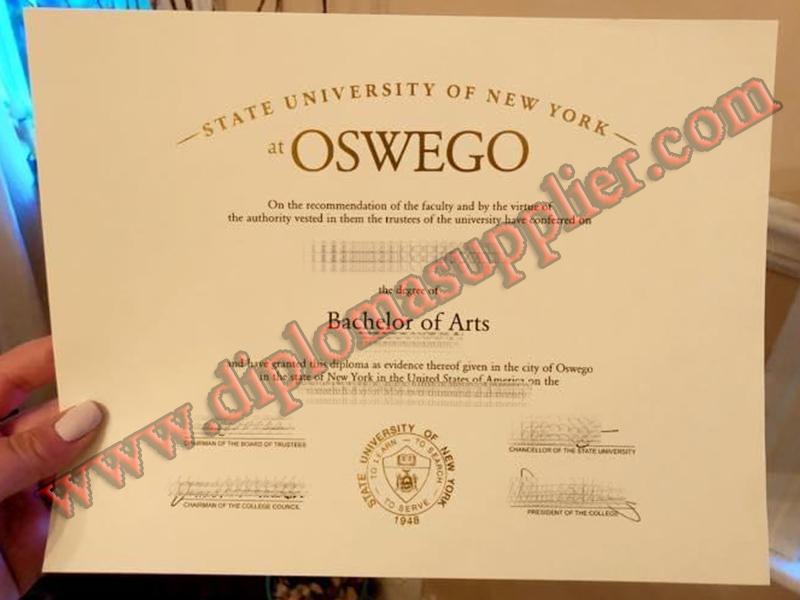 STATE UNIVERSITY OF NEW YORK
at OSWEGO
On the recommendation of the faculty and by the virtue of
the authority vested in them the trustees of the university have conferred on
the degree of
Bachelor of Arts
and have granted this diploma as evidence thereof given in the city of Oswego
in the state of New York in the United States of America on the
CHAIRMAN OF THE BOARD OF TRUSTEES
CHANCELLOR OF THE STATE UNIVERSITY
CHAIRMAN OF THE COLLEGE COUNCIL
PRESIDENT OF THE COLLEGE
STATE UNIVERSITY OF NEW YORK
TO LEARN — TO SEARCH
TO SERVE
1948
www.diplomasupplier.com